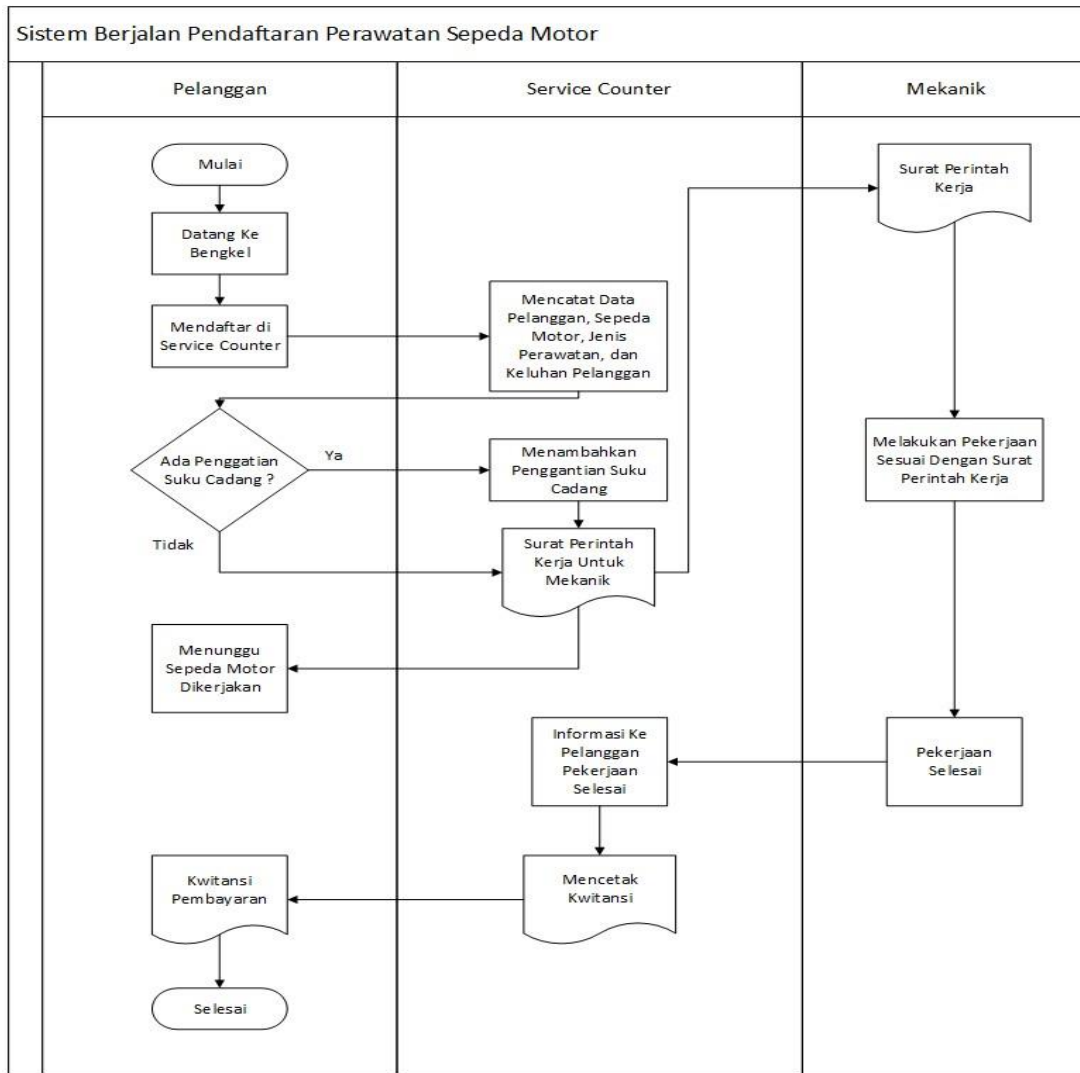 Sistem Berjalan Pendaftaran Perawatan Sepeda Motor
Pelanggan
Service Counter
Mekanik
Mulai
Surat Perintah
Kerja
Datang Ke
Bengkel
Mendaftar di
Service Counter
Mencatat Data
Pelanggan, Sepeda
Motor, Jenis
Perawatan, dan
Keluhan Pelanggan
Ada Penggatian
Suku Cadang ?
Ya
Tidak
Menambahkan
Penggantian Suku
Cadang
Melakukan Pekerjaan
Sesuai Dengan Surat
Perintah Kerja
Surat Perintah
Kerja Untuk
Mekanik
Menunggu
Sepeda Motor
Dikerjakan
Informasi Ke
Pelanggan
Pekerjaan
Selesai
Pekerjaan
Selesai
Kwitansi
Pembayaran
Mencetak
Kwitansi
Selesai